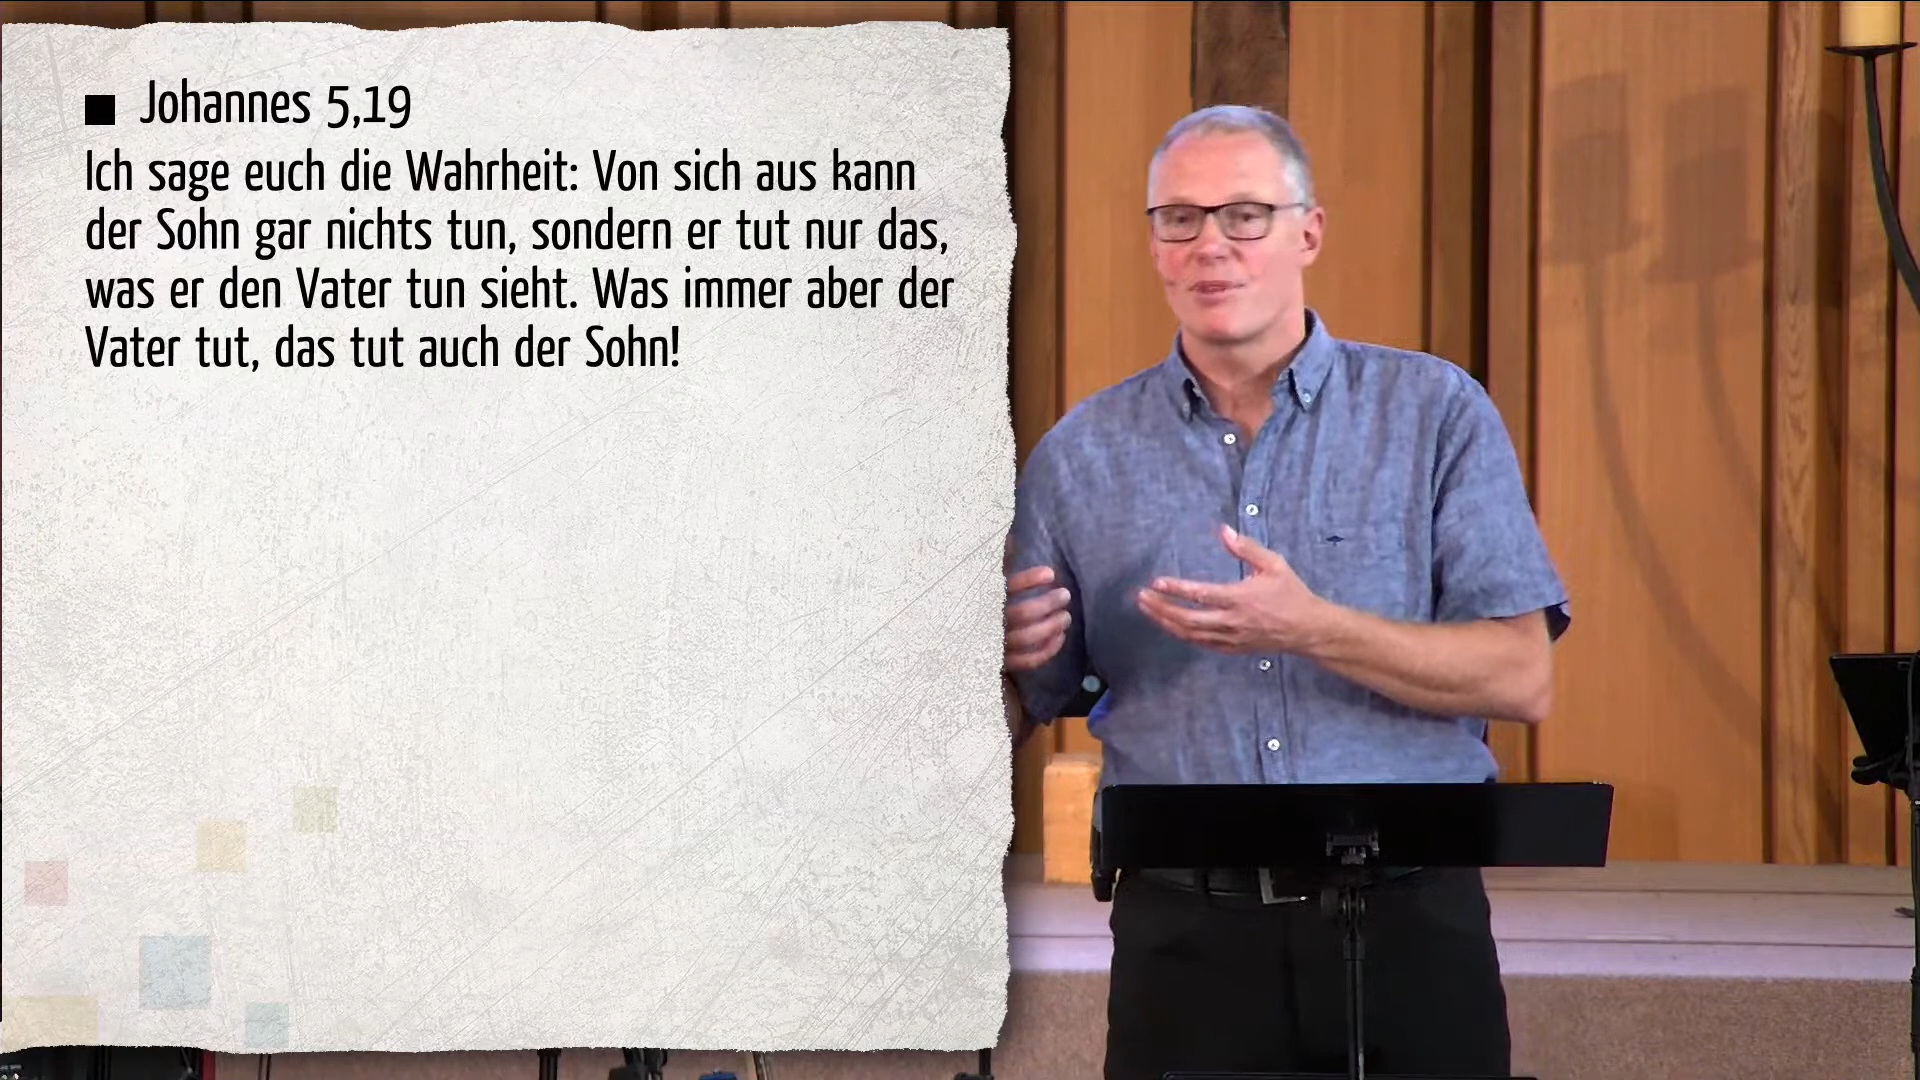 Johannes 5,19
Ich sage euch die Wahrheit: Von sich aus kann
der Sohn gar nichts tun, sondern er tut nur das,
was er den Vater tun sieht. Was immer aber der
Vater tut, das tut auch der Sohn!